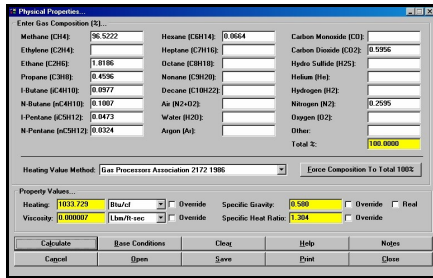 Physical Properties...
Enter Gas Composition (%)...
Methane (CH4): 96.5222 Hexane (C6H14): 0.0664 Carbon Monoxide (CO):
Ethylene (C2H4): Heptane (C7H16): Carbon Dioxide (CO2): 0.5956
Ethane (C2H6): 1.8186 Octane (C8H18): Hydro Sulfide (H2S):
Propane (C3H8): 0.4596 Nonane (C9H20): Helium (He):
I-Butane (iC4H10): 0.0977 Decane (C10H22): Hydrogen (H2):
N-Butane (nC4H10): 0.1007 Air (N2+O2): Nitrogen (N2): 0.2595
I-Pentane (iC5H12): 0.0473 Water (H2O): Oxygen (O2):
N-Pentane (nC5H12): 0.0324 Argon (Ar): Other:
Total %: 100.0000
Heating Value Method: Gas Processors Association 2172 1986 Force Composition To Total 100%
Property Values...
Heating: 1033.729 Btu/cf Override Specific Gravity: 0.580 Override Real
Viscosity: 0.000007 Lbm/ft-sec Override Specific Heat Ratio: 1.304 Override
Calculate Base Conditions Clear Help Notes
Cancel Open Save Print Close